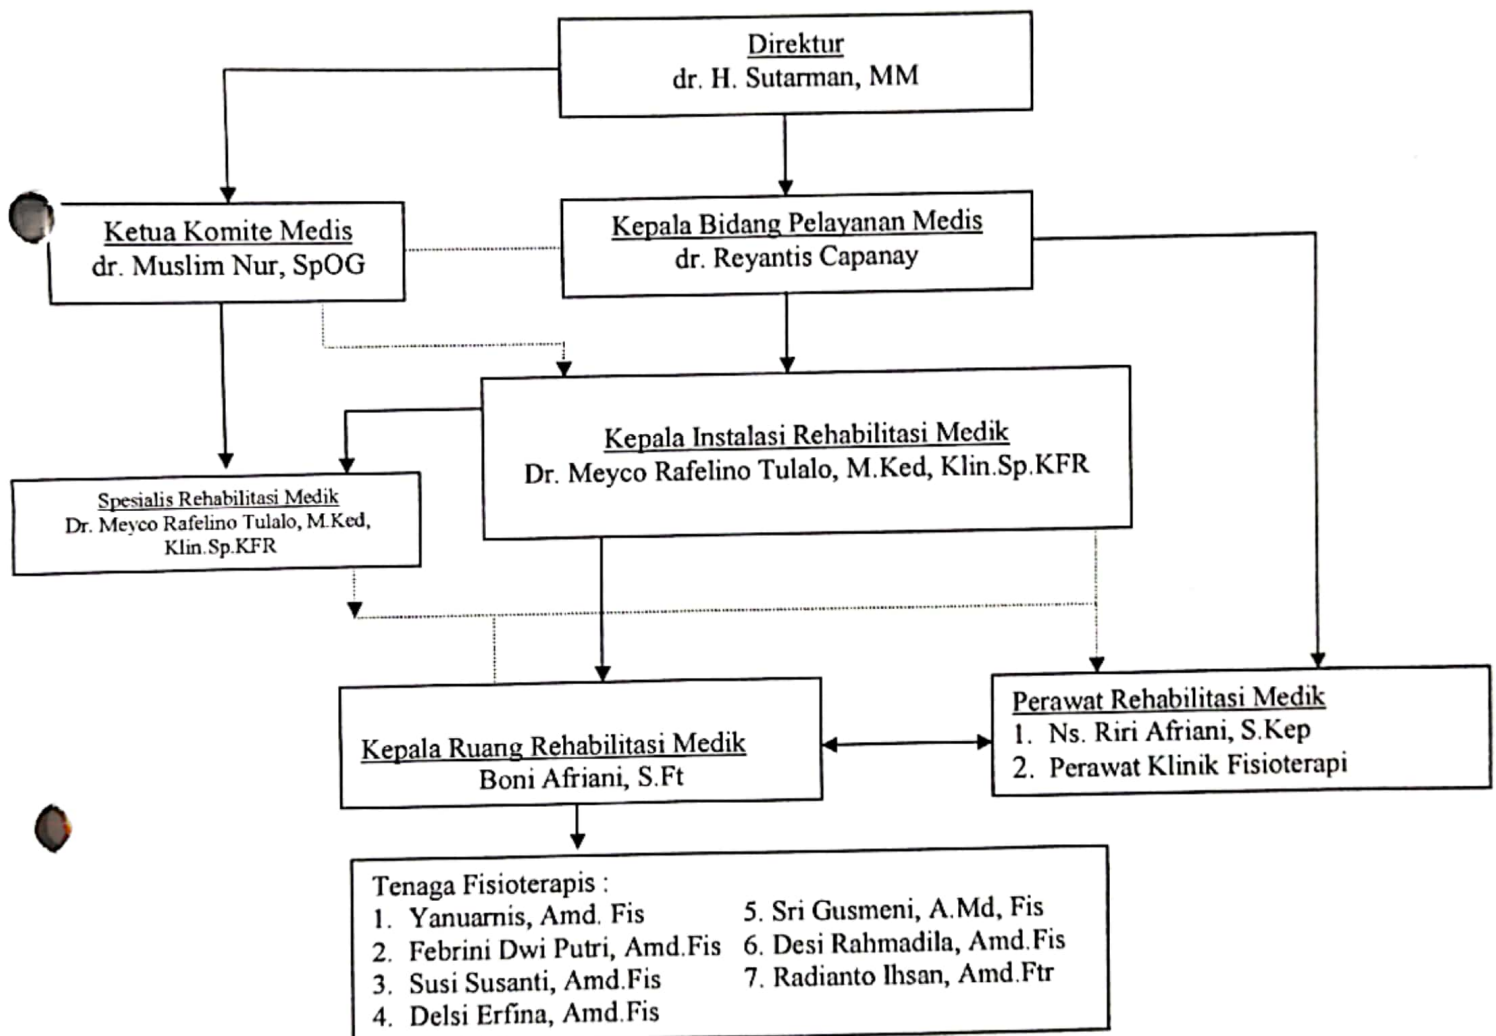 Direktur
dr. H. Sutarman, MM
Ketua Komite Medis
dr. Muslim Nur, SpOG
Kepala Bidang Pelayanan Medis
dr. Reyantis Capanay
Kepala Instalasi Rehabilitasi Medik
Dr. Meyco Rafelino Tulalo, M.Ked, Klin.Sp.KFR
Spesialis Rehabilitasi Medik
Dr. Meyco Rafelino Tulalo, M.Ked,
Klin.Sp.KFR
Kepala Ruang Rehabilitasi Medik
Boni Afriani, S.Ft
Perawat Rehabilitasi Medik
1. Ns. Riri Afriani, S.Kep
2. Perawat Klinik Fisioterapi
Tenaga Fisioterapis :
1. Yanuarnis, Amd. Fis
2. Febrini Dwi Putri, Amd.Fis
3. Susi Susanti, Amd.Fis
4. Delsi Erfina, Amd.Fis
5. Sri Gusmeni, A.Md, Fis
6. Desi Rahmadila, Amd.Fis
7. Radianto Ihsan, Amd.Ftr